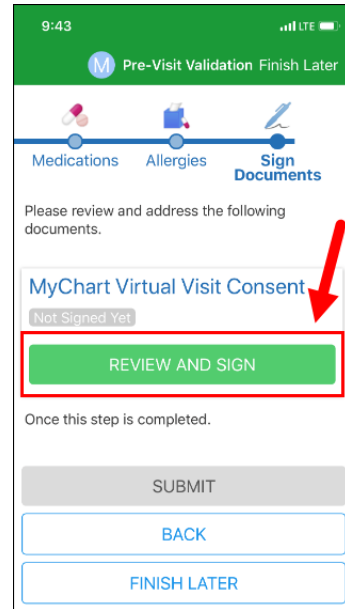 9:43 LTE
M Pre-Visit Validation Finish Later
Medications Allergies Sign
Documents
Please review and address the following
documents.
MyChart Virtual Visit Consent
Not Signed Yet
REVIEW AND SIGN
Once this step is completed.
SUBMIT
BACK
FINISH LATER